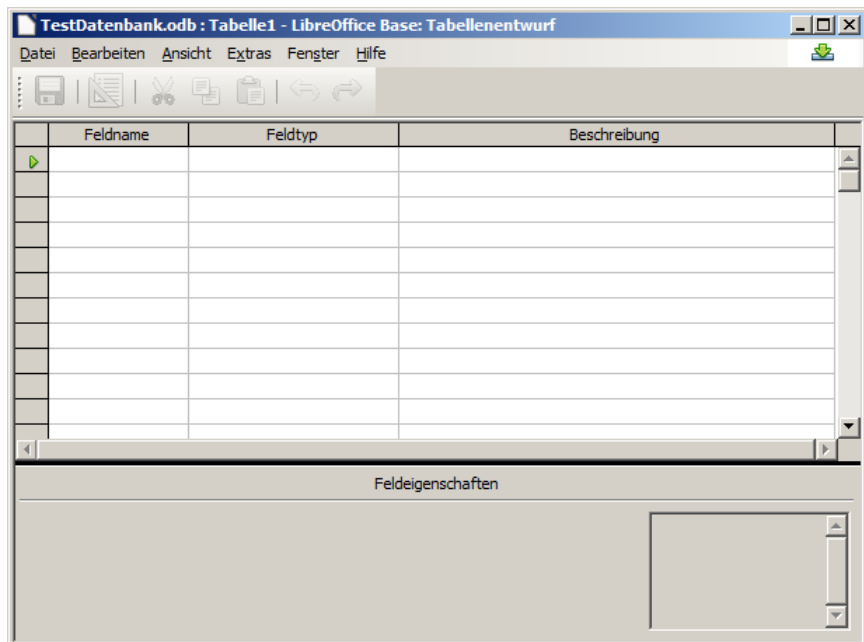 TestDatenbank.odb : Tabelle1 - LibreOffice Base: Tabellenentwurf
Datei Bearbeiten Ansicht Extras Fenster Hilfe
Feldname Feldtyp Beschreibung
Feldeigenschaften